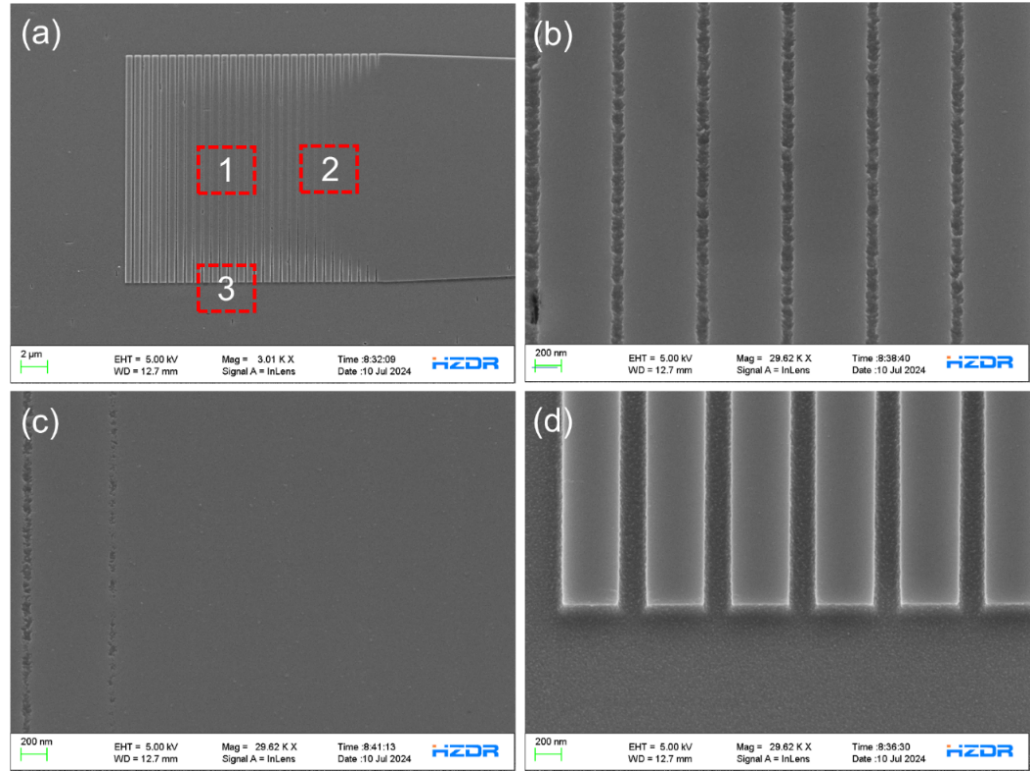 (a)
1
2
3
2 µm
EHT = 5.00 kV
WD = 12.7 mm
Mag = 3.01 K X
Signal A = InLens
Time :8:32:09
Date :10 Jul 2024
HZDR
(b)
200 nm
EHT = 5.00 kV
WD = 12.7 mm
Mag = 29.62 K X
Signal A = InLens
Time :8:38:40
Date :10 Jul 2024
HZDR
(c)
200 nm
EHT = 5.00 kV
WD = 12.7 mm
Mag = 29.62 K X
Signal A = InLens
Time :8:41:13
Date :10 Jul 2024
HZDR
(d)
200 nm
EHT = 5.00 kV
WD = 12.7 mm
Mag = 29.62 K X
Signal A = InLens
Time :8:36:30
Date :10 Jul 2024
HZDR